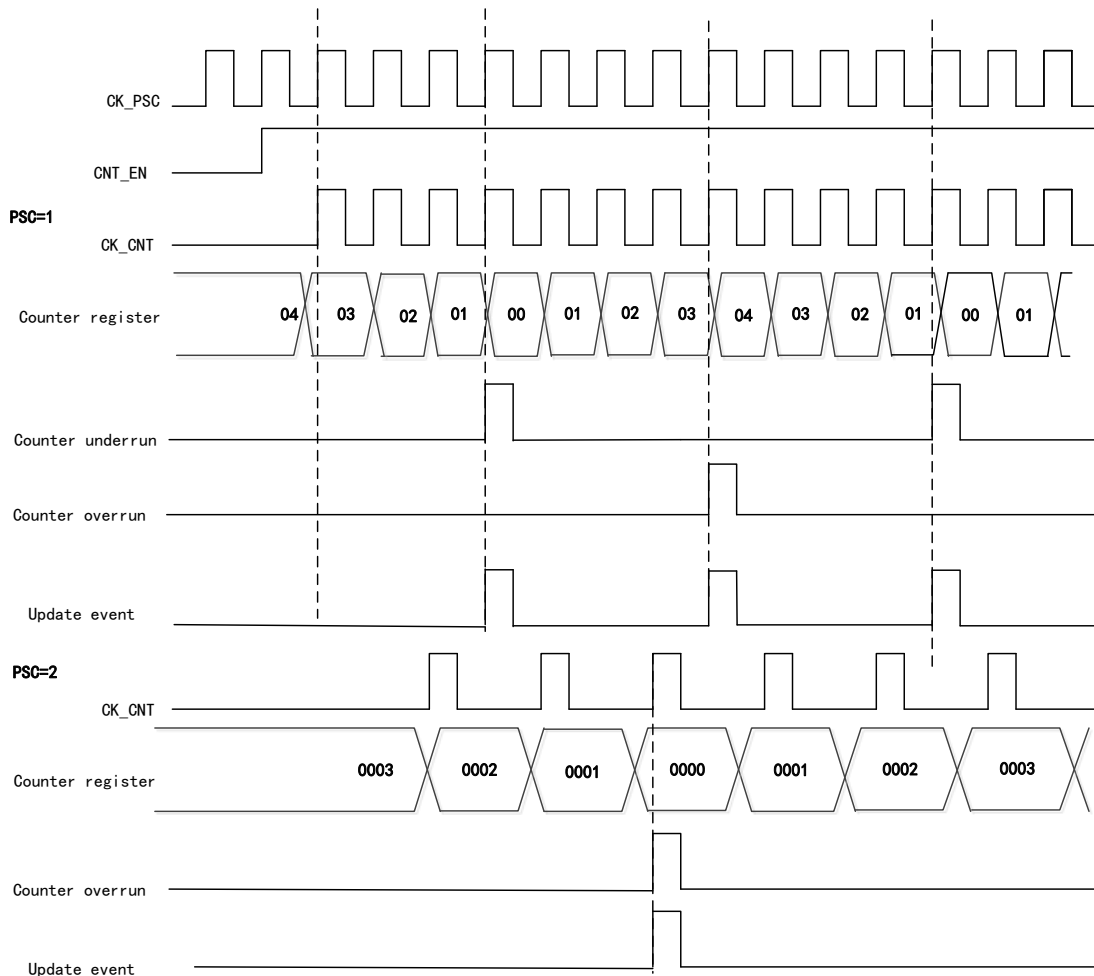 CK_PSC
CNT_EN
PSC=1
CK_CNT
Counter register 04 03 02 01 00 01 02 03 04 03 02 01 00 01
Counter underrun
Counter overrun
Update event
PSC=2
CK_CNT
Counter register 0003 0002 0001 0000 0001 0002 0003
Counter overrun
Update event